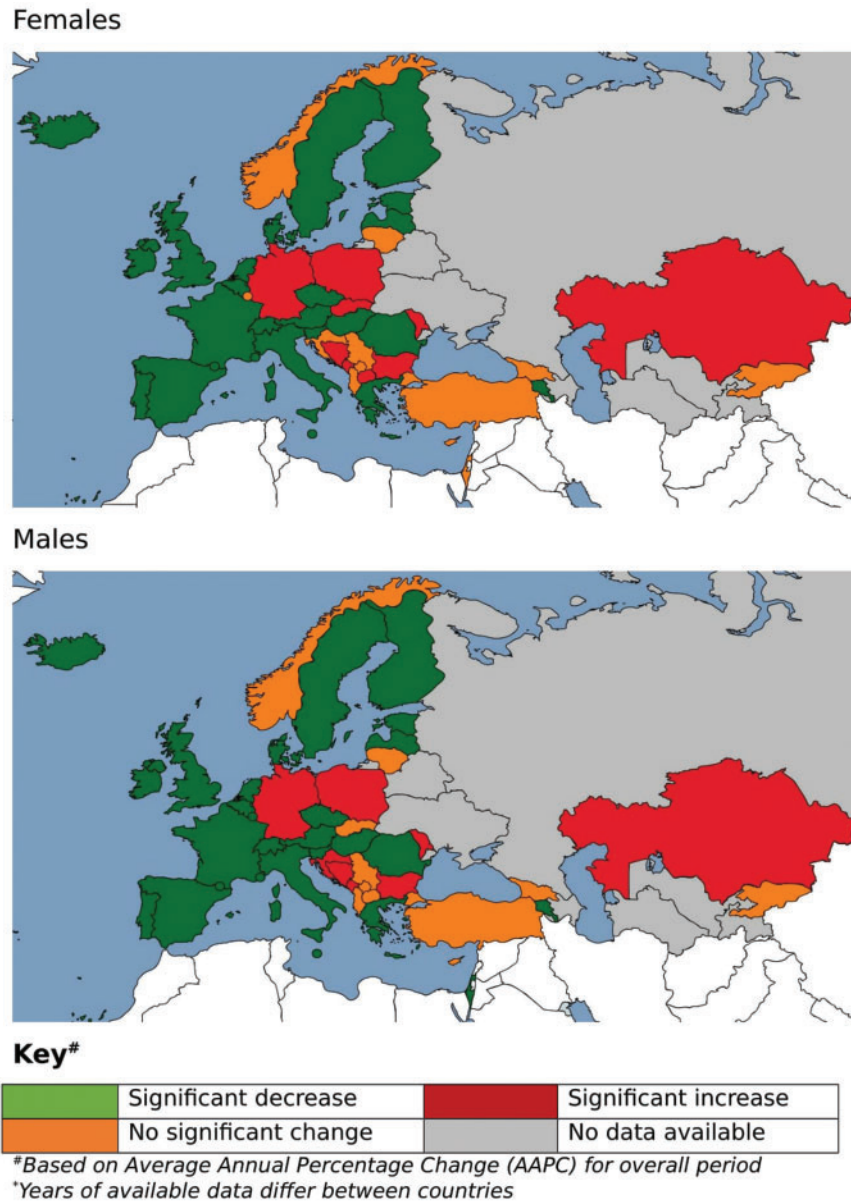 Females
Males
Key#
Significant decrease
Significant increase
No significant change
No data available
#Based on Average Annual Percentage Change (AAPC) for overall period
*Years of available data differ between countries